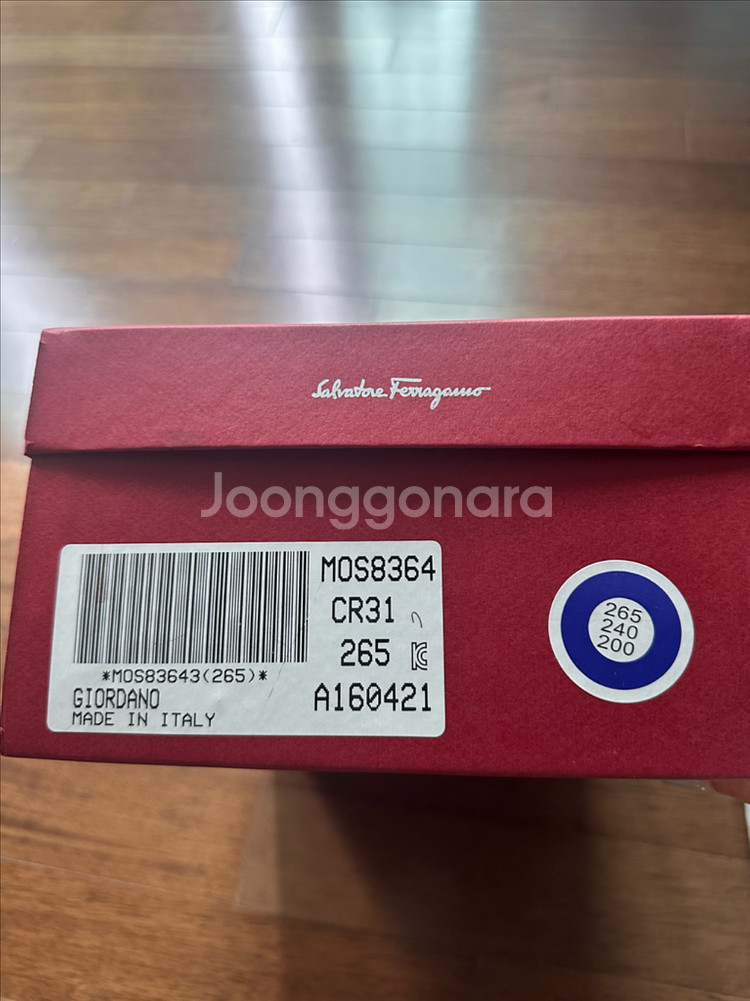 Salvatore Ferragamo
Joonggonara
MOS8364
CR31
265
A160421
*MOS83643(265)*
GIORDANO
MADE IN ITALY
265
240
200